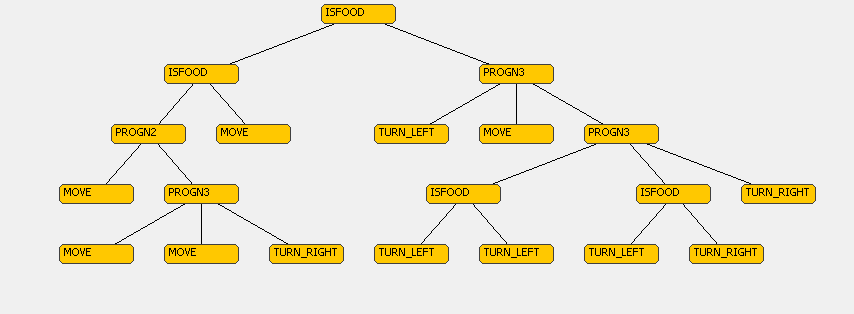 ISFOOD
ISFOOD
PROGN3
PROGN2
MOVE
TURN_LEFT
MOVE
PROGN3
MOVE
PROGN3
ISFOOD
ISFOOD
TURN_RIGHT
MOVE
MOVE
TURN_RIGHT
TURN_LEFT
TURN_LEFT
TURN_LEFT
TURN_RIGHT